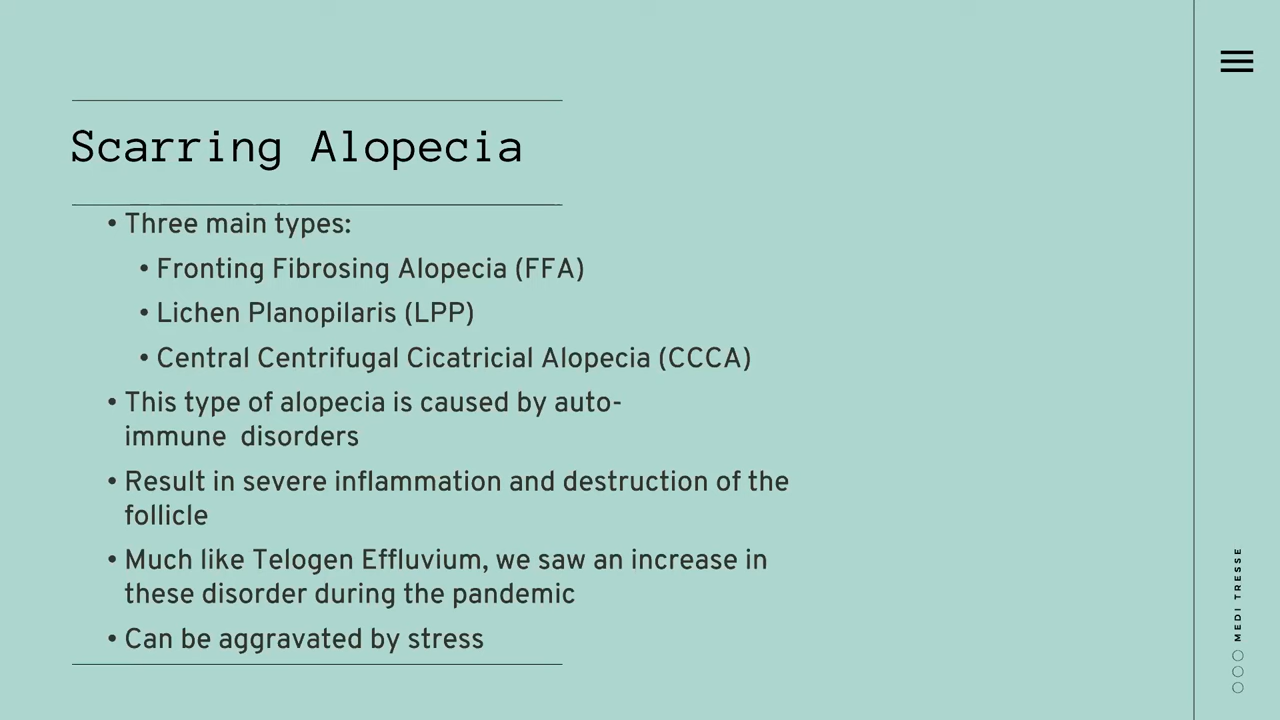 Scarring Alopecia
• Three main types:
• Fronting Fibrosing Alopecia (FFA)
• Lichen Planopilaris (LPP)
• Central Centrifugal Cicatricial Alopecia (CCCA)
• This type of alopecia is caused by auto-
immune  disorders
• Result in severe inflammation and destruction of the
follicle
• Much like Telogen Effluvium, we saw an increase in
these disorder during the pandemic
• Can be aggravated by stress
MEDI TRESSE